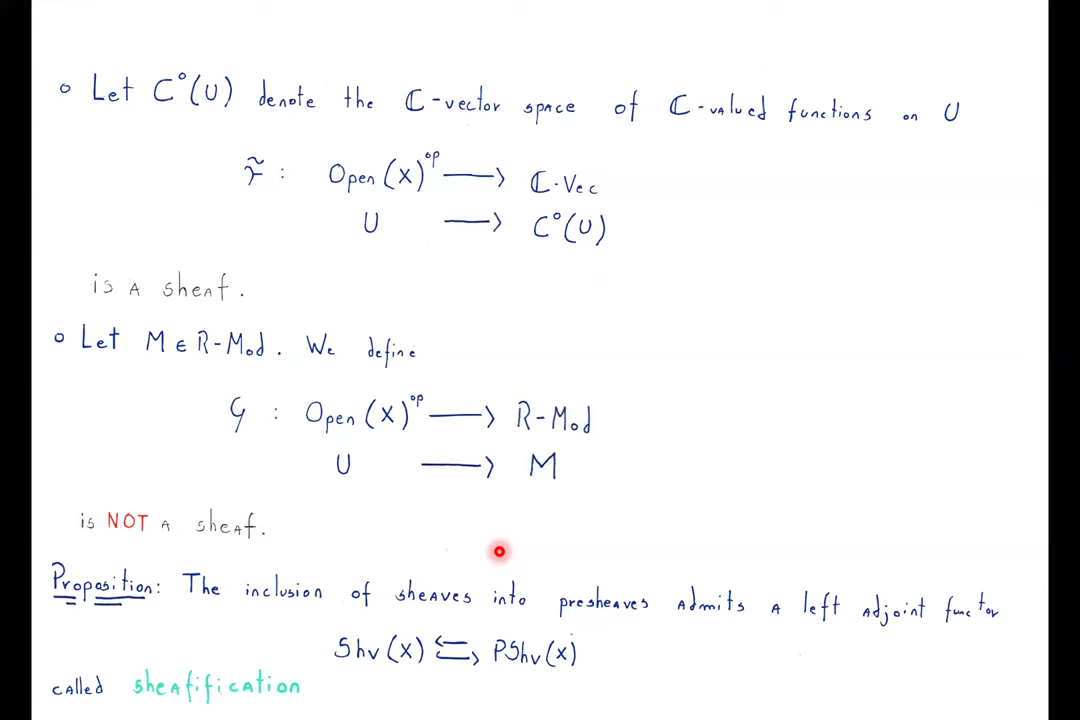 Let C°(U) denote the ℂ-vector space of ℂ-valued functions on U
: Open(X)^op ⟶ ℂ-Vec
U ⟶ C°(U)
is a sheaf.
Let M ∈ R-Mod. We define
G : Open(X)^op ⟶ R-Mod
U ⟶ M
is NOT a sheaf.
Proposition: The inclusion of sheaves into presheaves admits a left adjoint functor
Shv(X) ⇆ PShv(X)
called sheafification